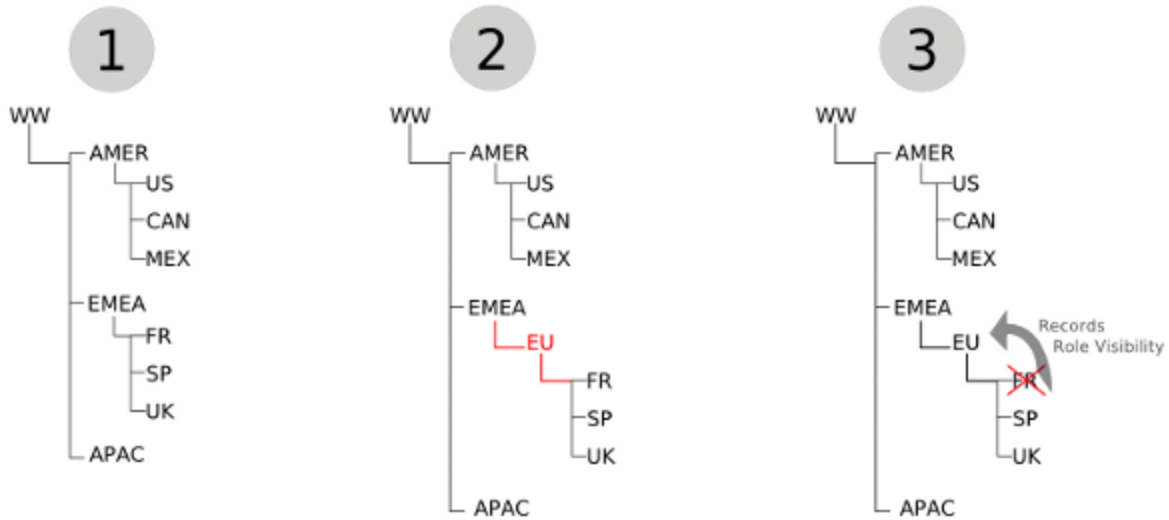 1
WW
AMER
US
CAN
MEX
EMEA
FR
SP
UK
APAC
2
WW
AMER
US
CAN
MEX
EMEA
EU
FR
SP
UK
APAC
3
WW
AMER
US
CAN
MEX
EMEA
EU
Records
Role Visibility
FR
SP
UK
APAC